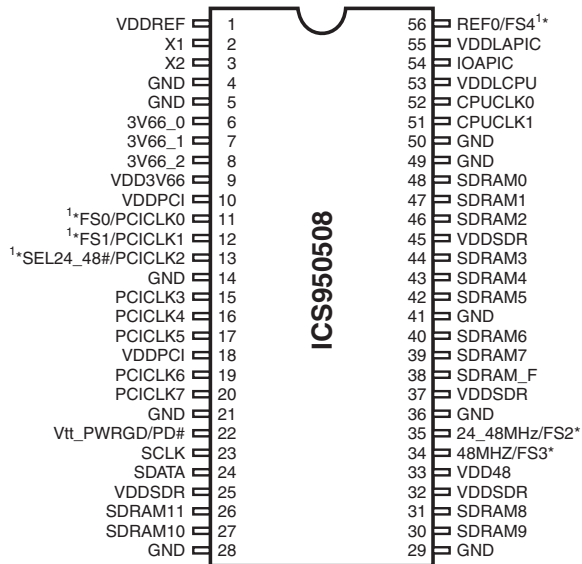 VDDREF 1 56 REF0/FS4¹*
X1 2 55 VDDLAPIC
X2 3 54 IOAPIC
GND 4 53 VDDLCPU
GND 5 52 CPUCLK0
3V66_0 6 51 CPUCLK1
3V66_1 7 50 GND
3V66_2 8 49 GND
VDD3V66 9 48 SDRAM0
VDDPCI 10 47 SDRAM1
¹*FS0/PCICLK0 11 46 SDRAM2
¹*FS1/PCICLK1 12 45 VDDSDR
¹*SEL24_48#/PCICLK2 13 44 SDRAM3
GND 14 43 SDRAM4
PCICLK3 15 42 SDRAM5
PCICLK4 16 41 GND
PCICLK5 17 40 SDRAM6
VDDPCI 18 39 SDRAM7
PCICLK6 19 38 SDRAM_F
PCICLK7 20 37 VDDSDR
GND 21 36 GND
Vtt_PWRGD/PD# 22 35 24_48MHz/FS2*
SCLK 23 34 48MHZ/FS3*
SDATA 24 33 VDD48
VDDSDR 25 32 VDDSDR
SDRAM11 26 31 SDRAM8
SDRAM10 27 30 SDRAM9
GND 28 29 GND
ICS950508